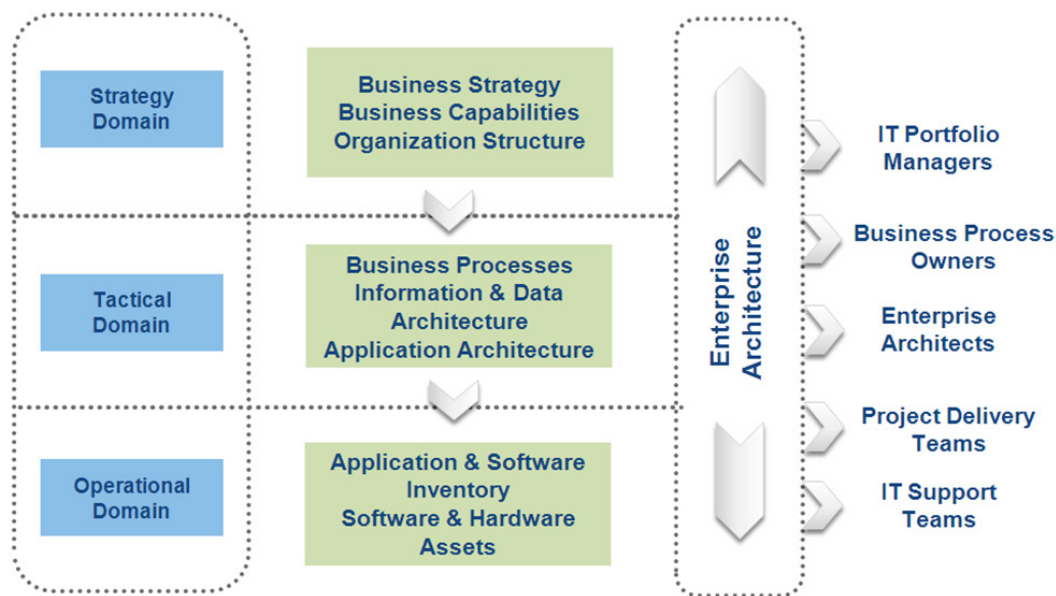 Strategy
Domain
Business Strategy
Business Capabilities
Organization Structure
Tactical
Domain
Business Processes
Information & Data
Architecture
Application Architecture
Operational
Domain
Application & Software
Inventory
Software & Hardware
Assets
Enterprise
Architecture
IT Portfolio
Managers
Business Process
Owners
Enterprise
Architects
Project Delivery
Teams
IT Support
Teams